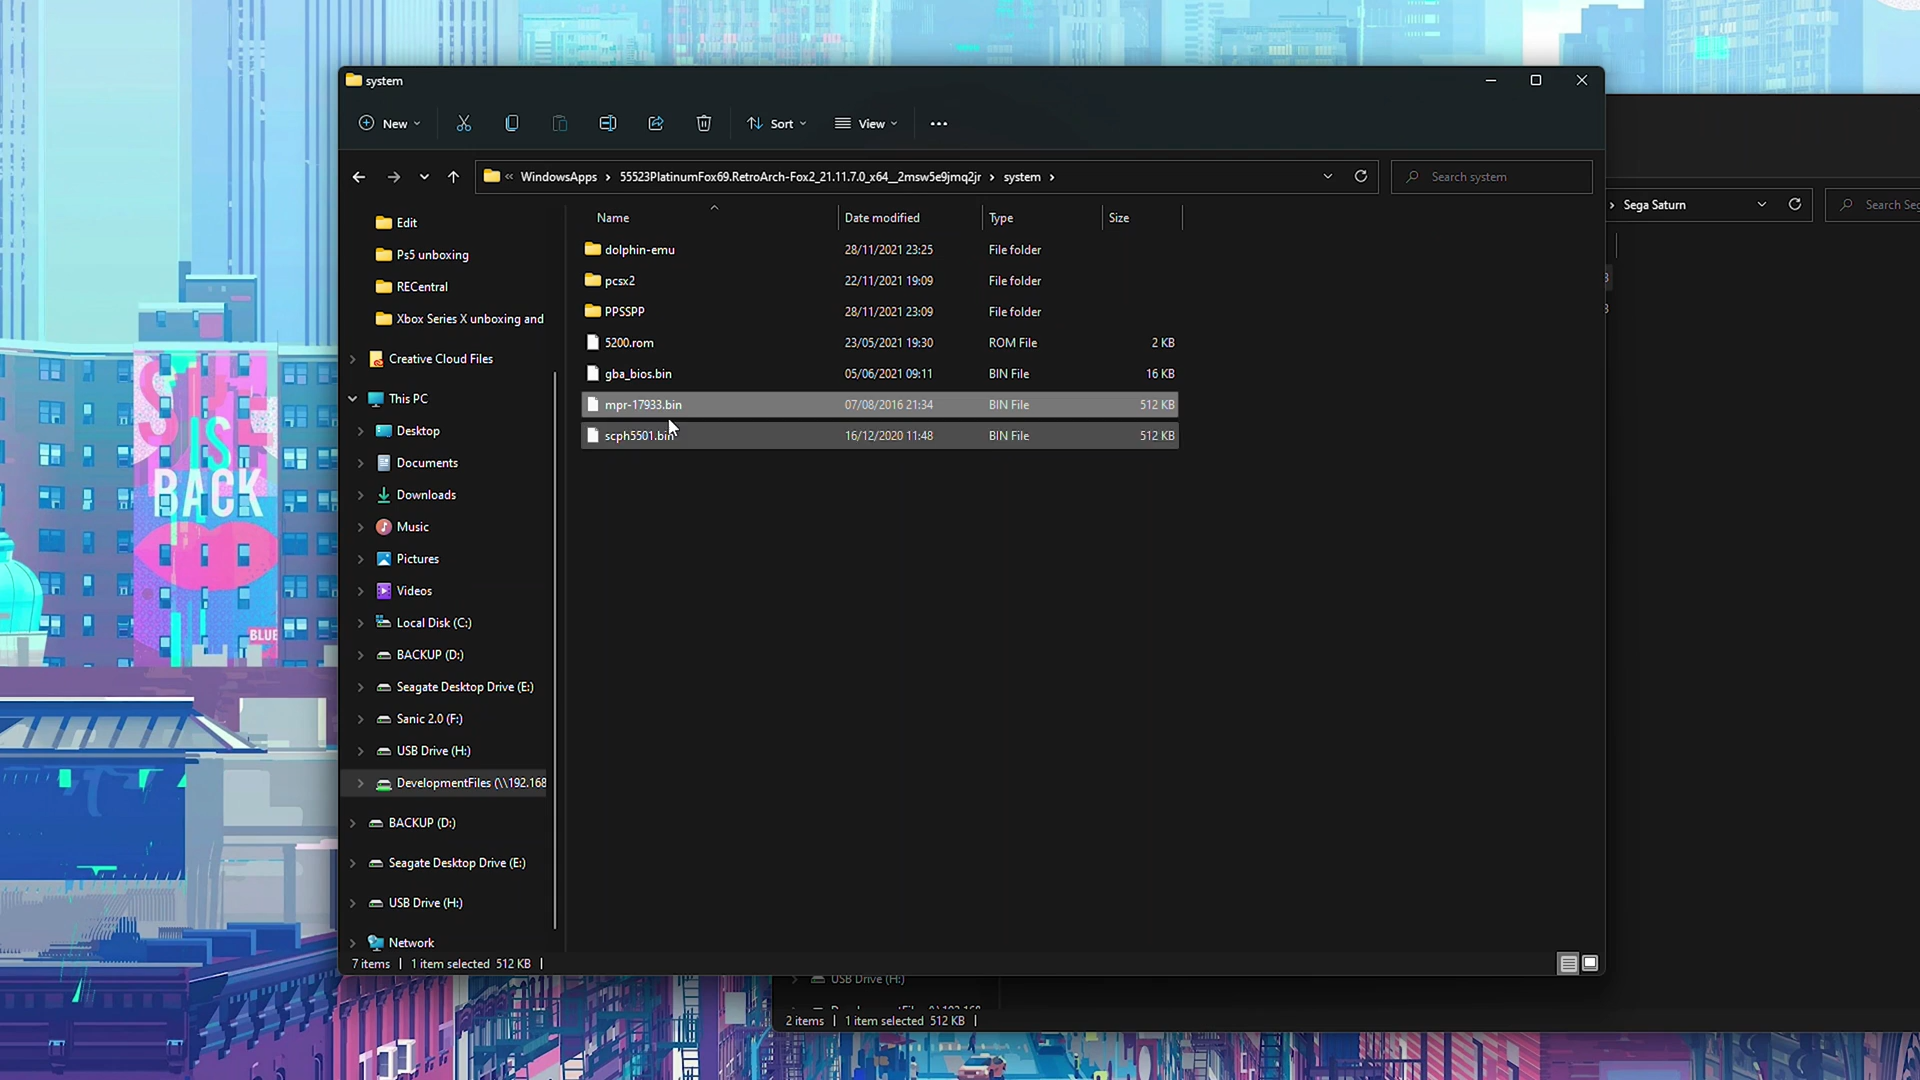 system
New
Sort
View
WindowsApps
55523PlatinumFox69.RetroArch-Fox2_21.11.7.0_x64__2msw5e9jmq2jr
system
Search system
Name
Date modified
Type
Size
Edit
Ps5 unboxing
RECentral
Xbox Series X unboxing and
Creative Cloud Files
This PC
Desktop
Documents
Downloads
Music
Pictures
Videos
Local Disk (C:)
BACKUP (D:)
Seagate Desktop Drive (E:)
Sanic 2.0 (F:)
USB Drive (H:)
DevelopmentFiles (\\192.168
BACKUP (D:)
Seagate Desktop Drive (E:)
USB Drive (H:)
Network
dolphin-emu 28/11/2021 23:25 File folder
pcsx2 22/11/2021 19:09 File folder
PPSSPP 28/11/2021 23:09 File folder
5200.rom 23/05/2021 19:30 ROM File 2 KB
gba_bios.bin 05/06/2021 09:11 BIN File 16 KB
mpr-17933.bin 07/08/2016 21:34 BIN File 512 KB
scph5501.bin 16/12/2020 11:48 BIN File 512 KB
7 items 1 item selected 512 KB
Sega Saturn
Search Seg
USB Drive (H:)
2 items 1 item selected 512 KB
IS
BACK
BLUE